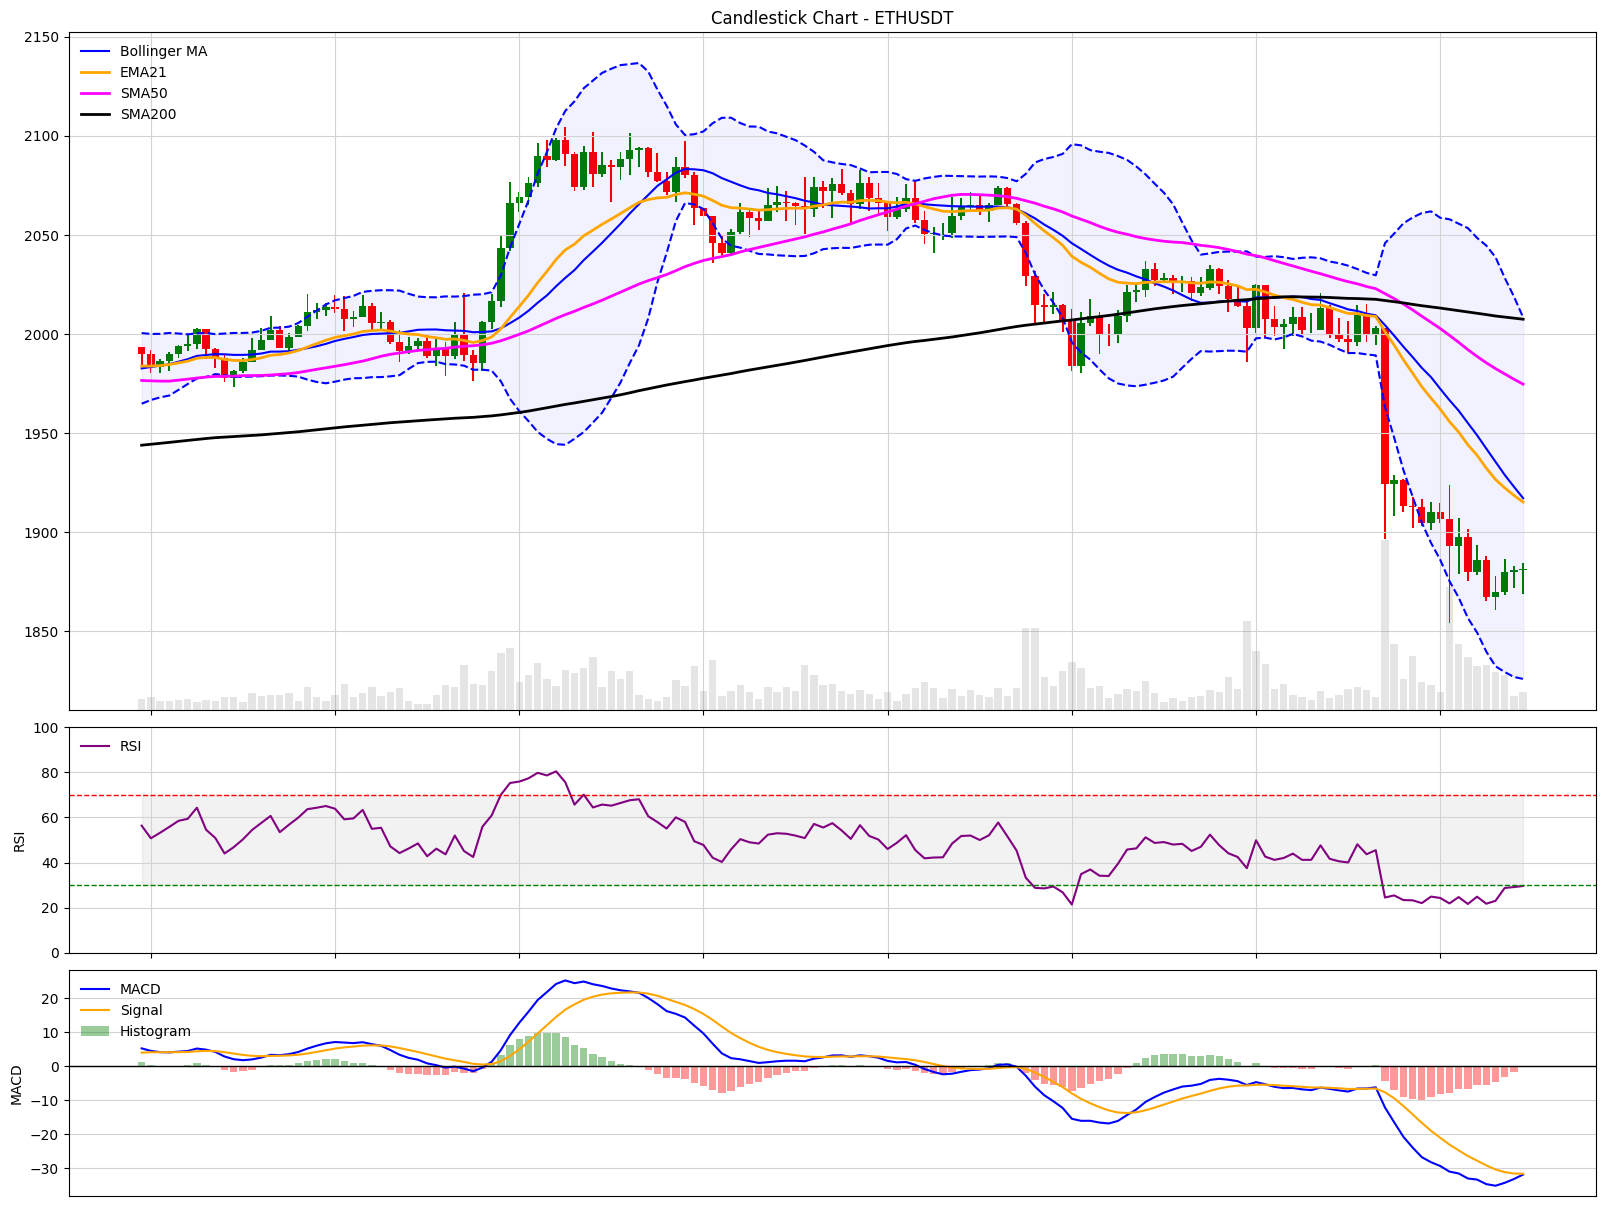 Candlestick Chart - ETHUSDT
2150
2100
2050
2000
1950
1900
1850
Bollinger MA
EMA21
SMA50
SMA200
100
80
60
40
20
0
RSI
RSI
20
10
0
−10
−20
−30
MACD
MACD
Signal
Histogram